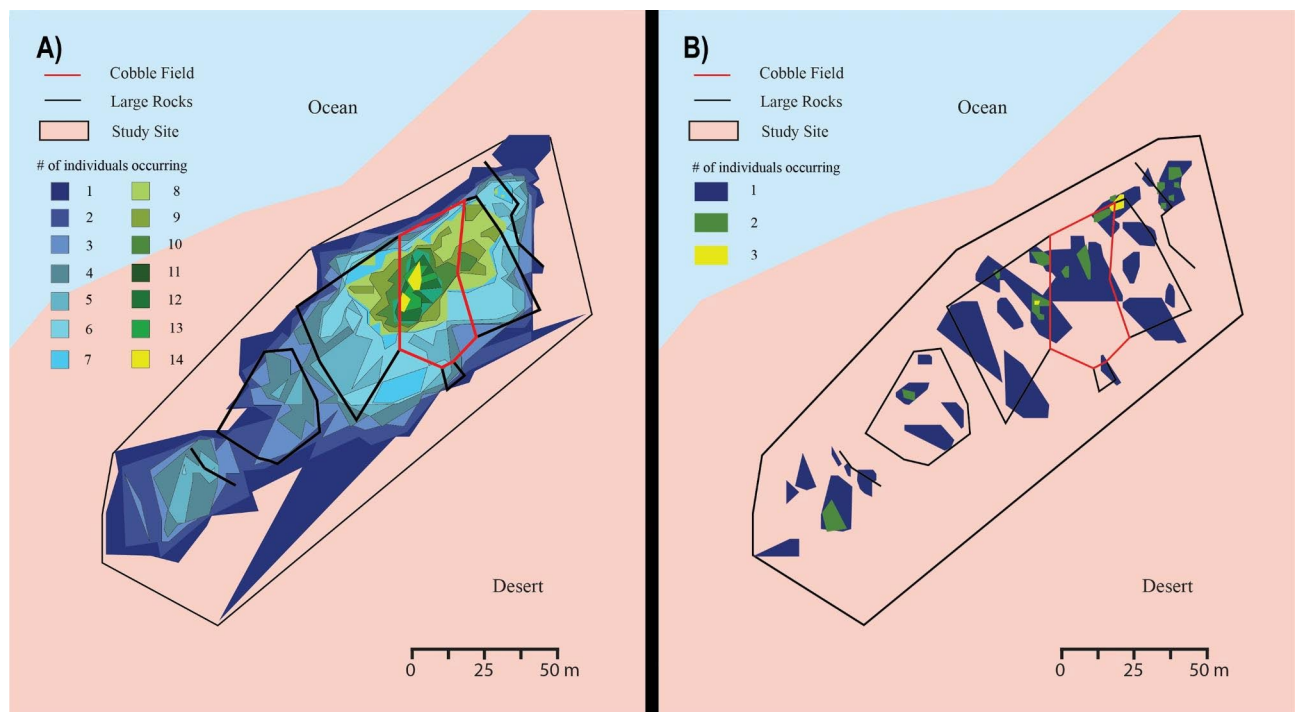 A)
Cobble Field
Large Rocks
Study Site
# of individuals occurring
1 8
2 9
3 10
4 11
5 12
6 13
7 14
Ocean
Desert
0 25 50 m
B)
Cobble Field
Large Rocks
Study Site
# of individuals occurring
1
2
3
Ocean
Desert
0 25 50 m